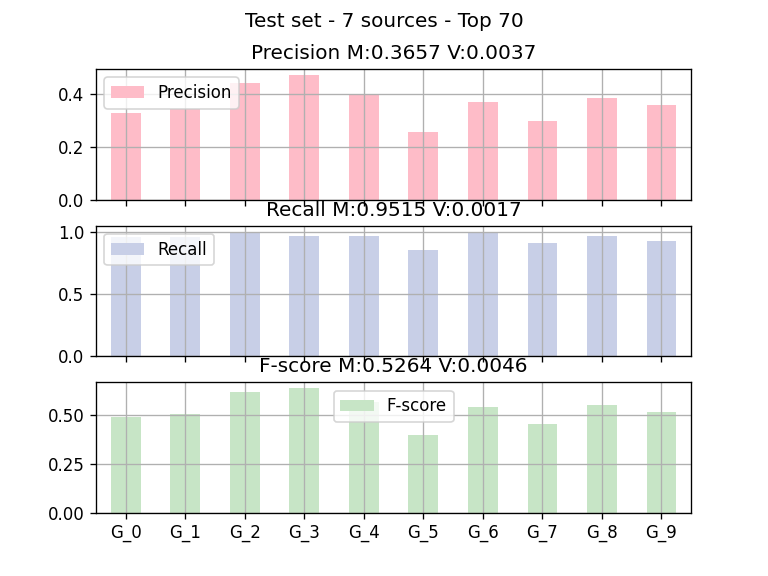 Test set - 7 sources - Top 70
Precision M:0.3657 V:0.0037
Precision
0.4
0.2
0.0
Recall M:0.9515 V:0.0017
Recall
1.0
0.5
0.0
F-score M:0.5264 V:0.0046
F-score
0.50
0.25
0.00
G_0 G_1 G_2 G_3 G_4 G_5 G_6 G_7 G_8 G_9